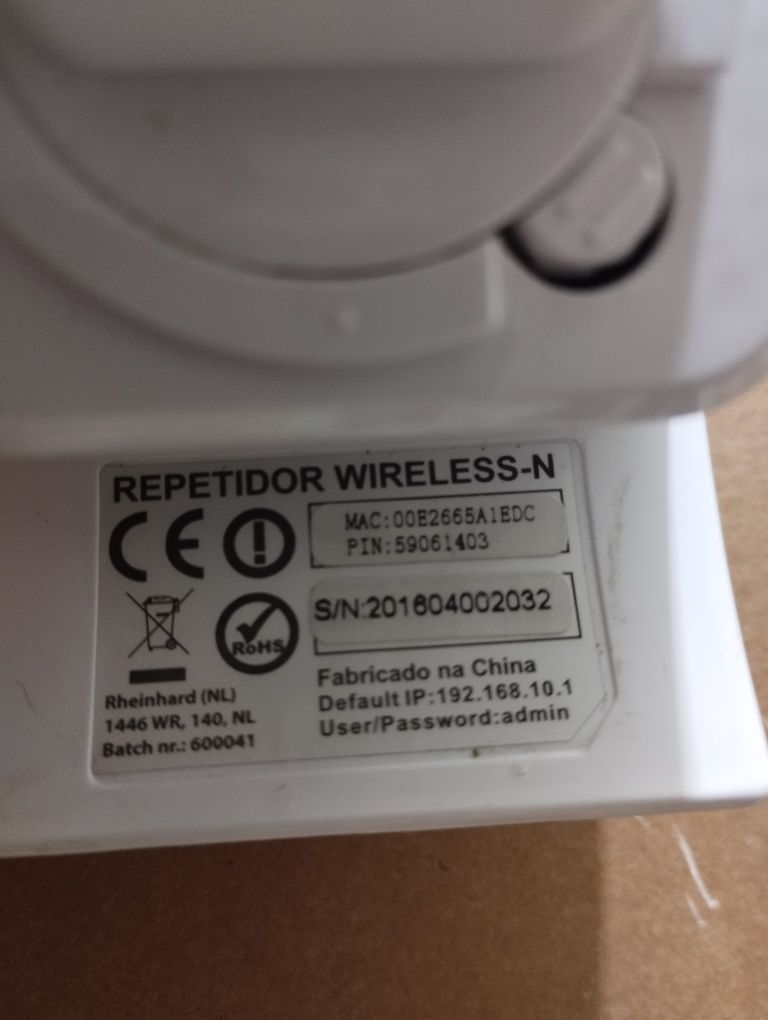 REPETIDOR WIRELESS-N
CE
MAC:00E2665A1EDC
PIN:59061403
S/N:201604002032
RoHS
Fabricado na China
Default IP:192.168.10.1
User/Password:admin
Rheinhard (NL)
1446 WR, 140, NL
Batch nr.: 600041